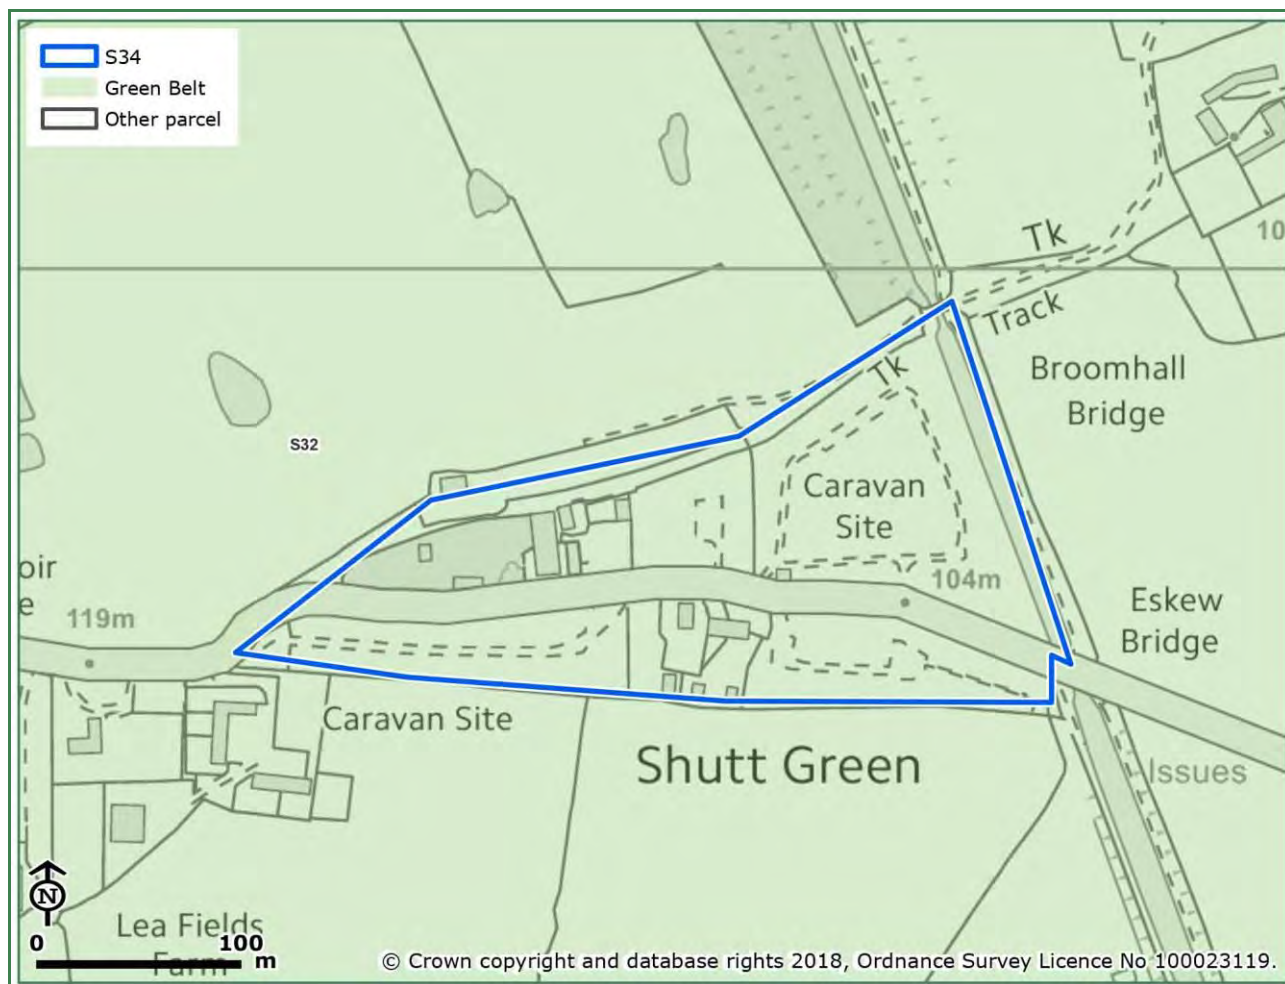 S34
Green Belt
Other parcel
Tk
Track
10
Broomhall
Bridge
Tk
S32
Caravan
Site
104m
oir
e
119m
Eskew
Bridge
Caravan Site
Shutt Green
Issues
N
Lea Fields
Farm
0 100
m
© Crown copyright and database rights 2018, Ordnance Survey Licence No 100023119.